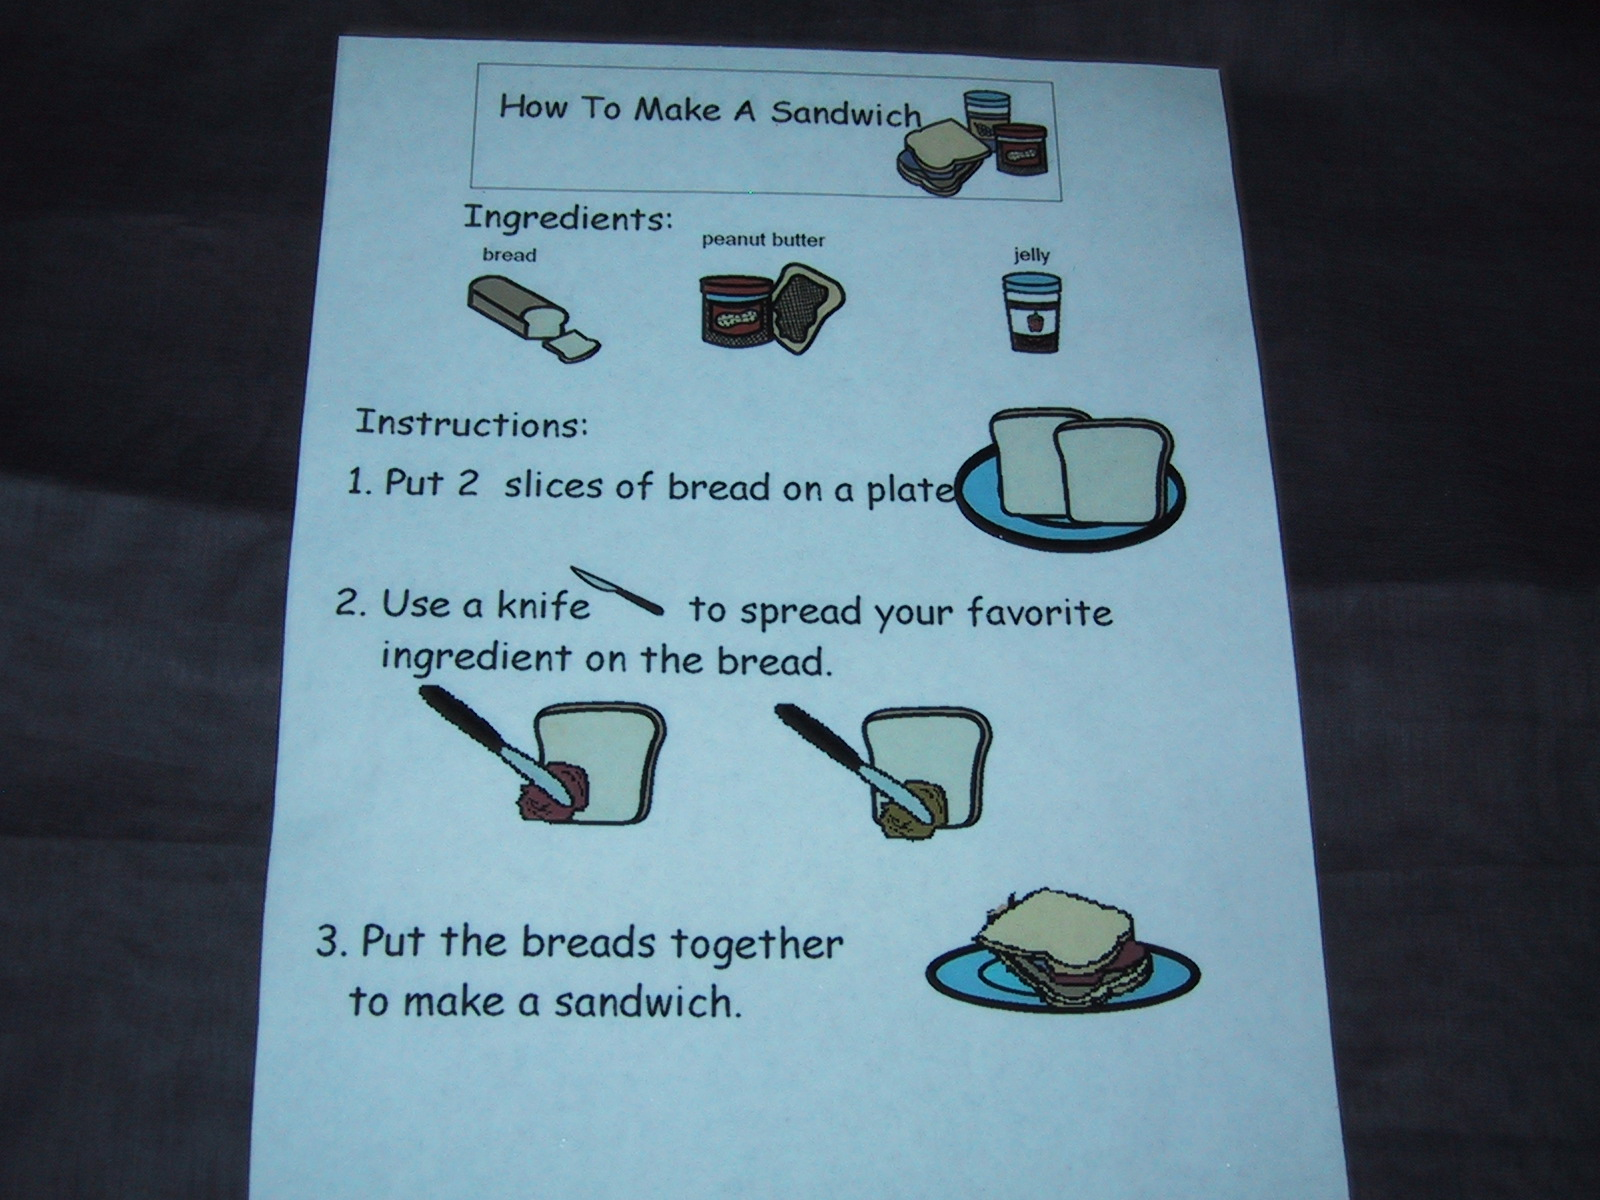 How To Make A Sandwich
Ingredients:
bread peanut butter jelly
Instructions:
1. Put 2 slices of bread on a plate
2. Use a knife to spread your favorite
ingredient on the bread.
3. Put the breads together
to make a sandwich.